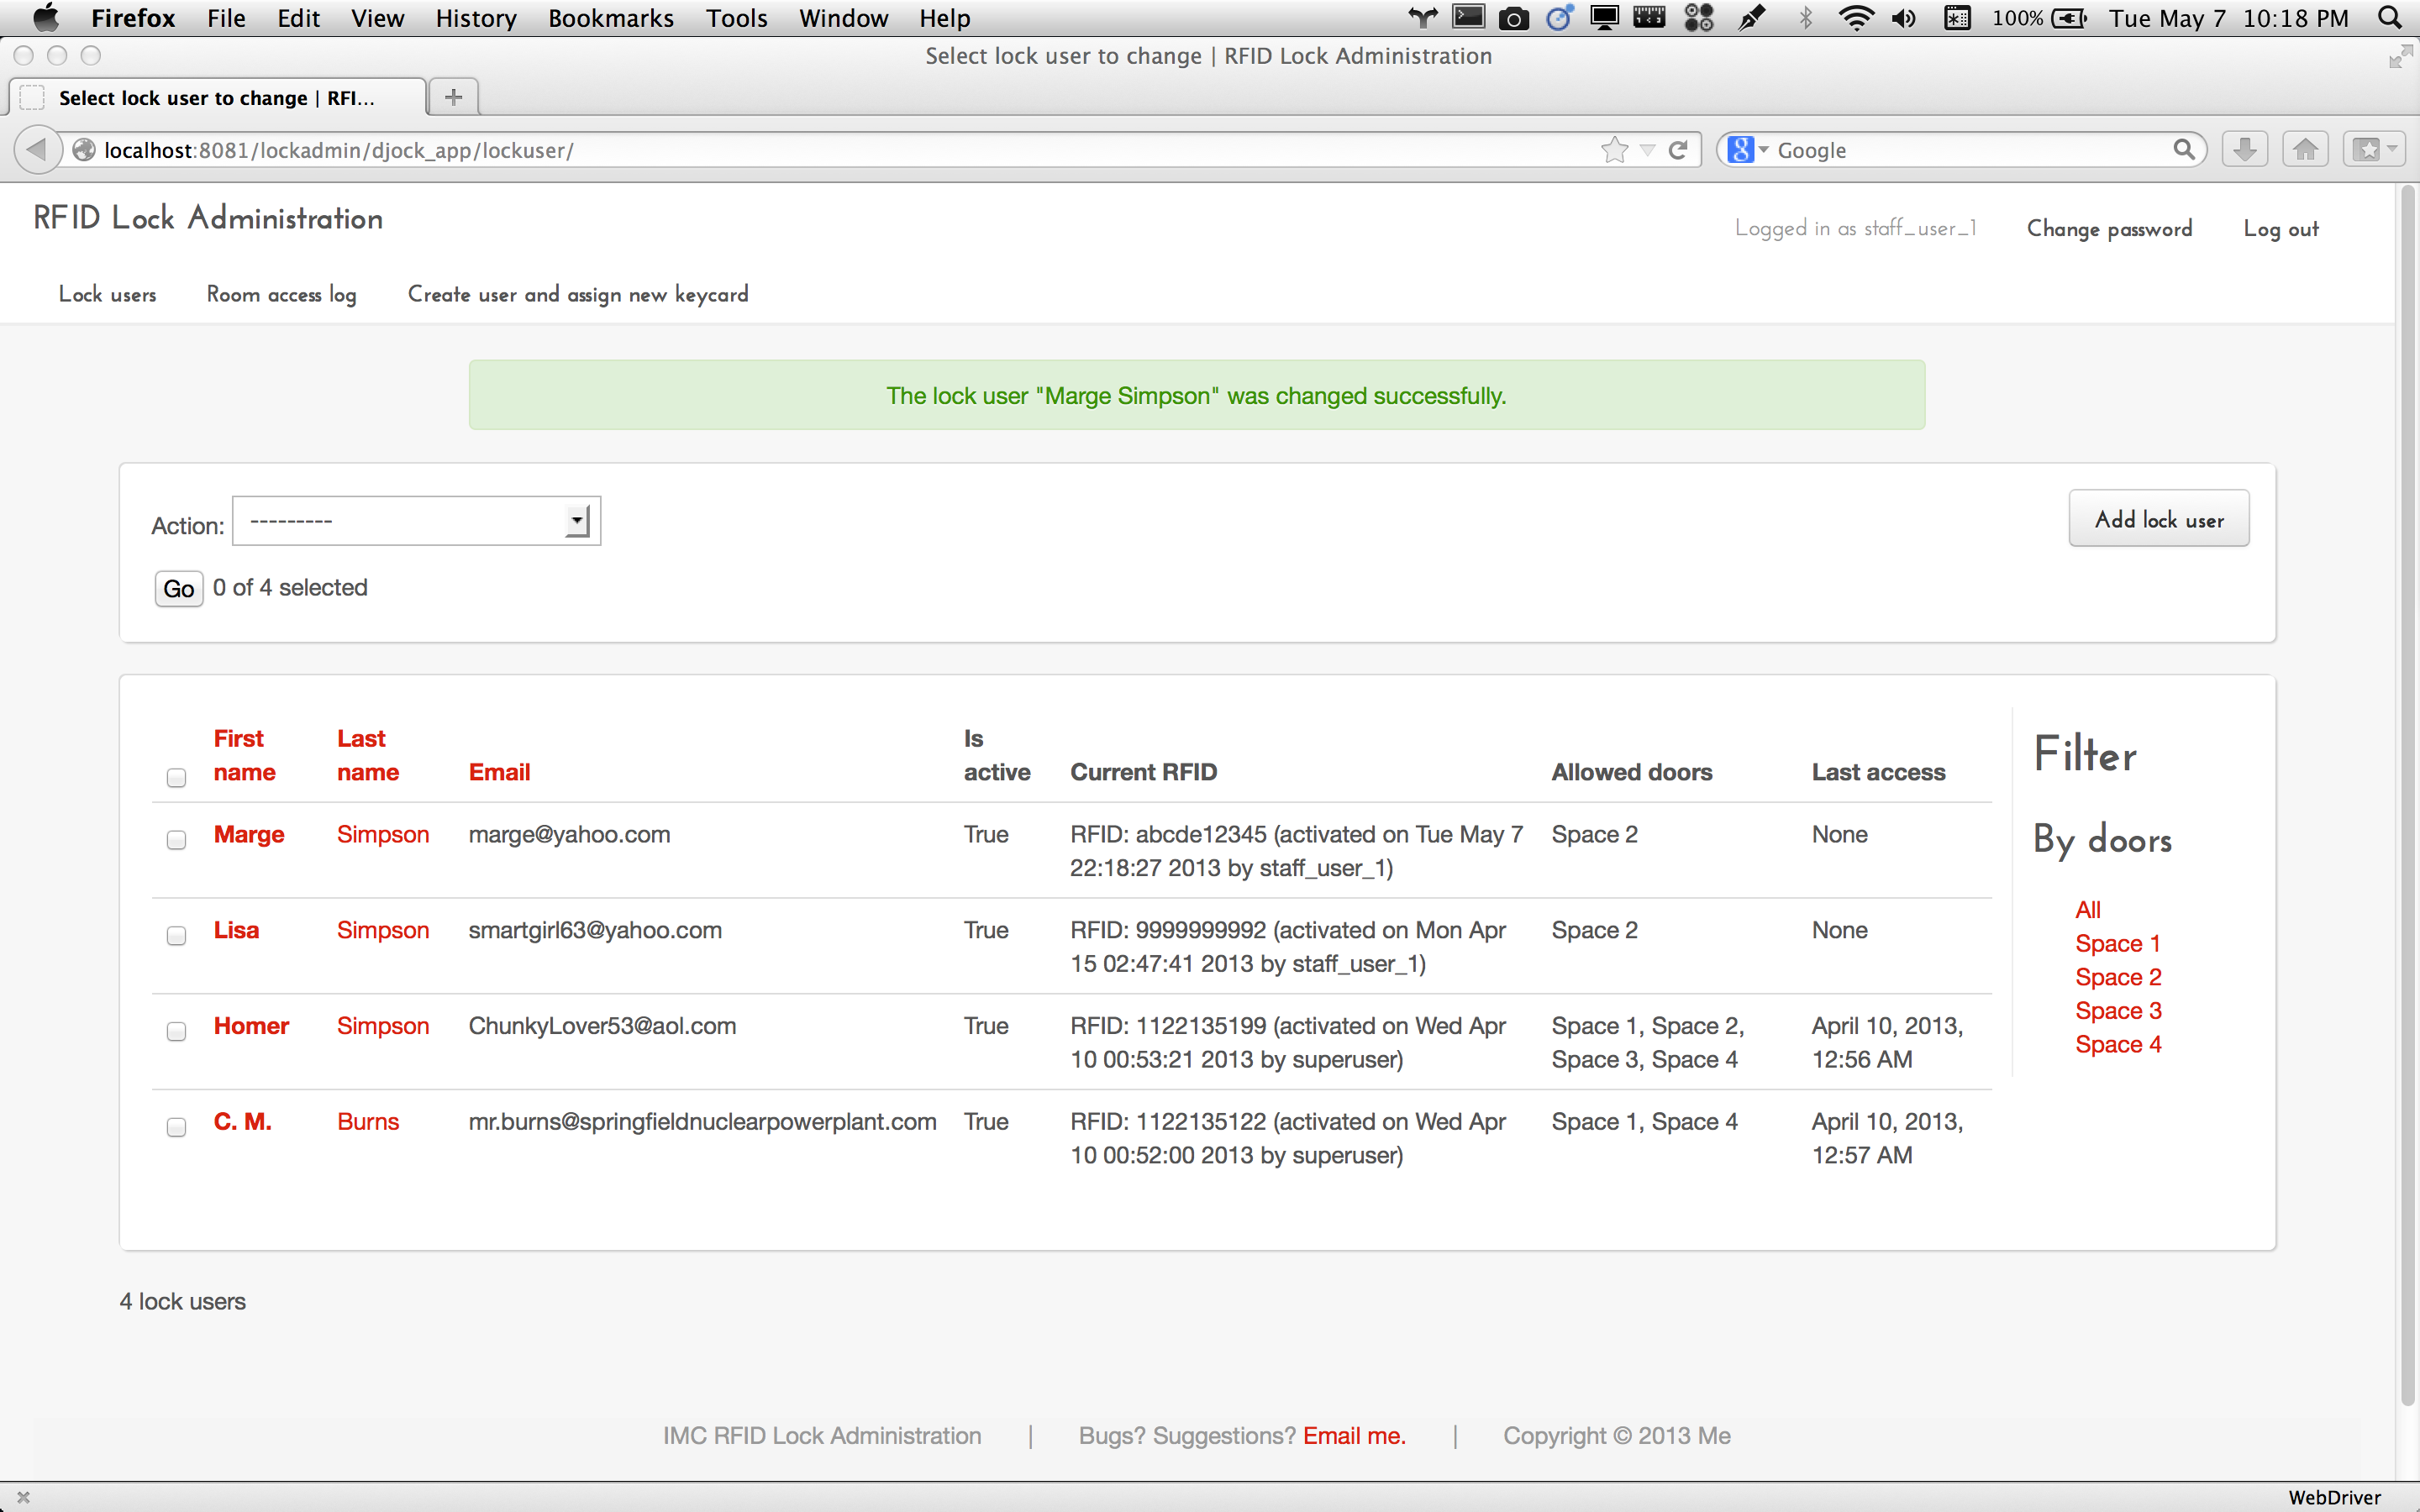 Firefox File Edit View History Bookmarks Tools Window Help 100% Tue May 7 10:18 PM
Select lock user to change | RFID Lock Administration
Select lock user to change | RFI...
localhost:8081/lockadmin/djock_app/lockuser/
Google
RFID Lock Administration
Logged in as staff_user_1 Change password Log out
Lock users Room access log Create user and assign new keycard
The lock user "Marge Simpson" was changed successfully.
Action: ---------
Add lock user
Go 0 of 4 selected
First name Last name Email Is active Current RFID Allowed doors Last access
Marge Simpson marge@yahoo.com True RFID: abcde12345 (activated on Tue May 7 Space 2 None
22:18:27 2013 by staff_user_1)
Lisa Simpson smartgirl63@yahoo.com True RFID: 9999999992 (activated on Mon Apr Space 2 None
15 02:47:41 2013 by staff_user_1)
Homer Simpson ChunkyLover53@aol.com True RFID: 1122135199 (activated on Wed Apr Space 1, Space 2, April 10, 2013,
10 00:53:21 2013 by superuser) Space 3, Space 4 12:56 AM
C. M. Burns mr.burns@springfieldnuclearpowerplant.com True RFID: 1122135122 (activated on Wed Apr Space 1, Space 4 April 10, 2013,
10 00:52:00 2013 by superuser) 12:57 AM
Filter
By doors
All
Space 1
Space 2
Space 3
Space 4
4 lock users
IMC RFID Lock Administration | Bugs? Suggestions? Email me. | Copyright © 2013 Me
WebDriver